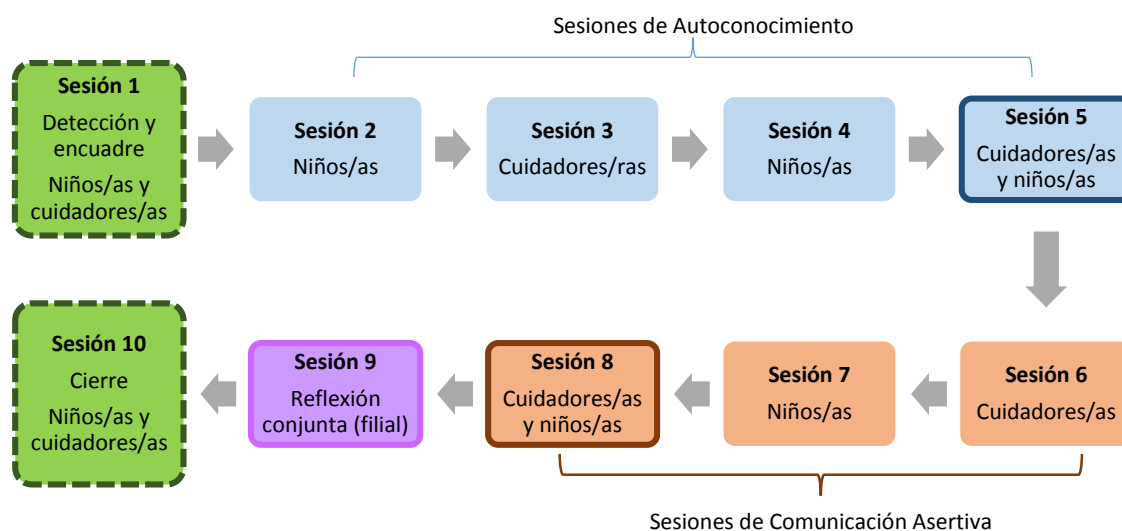 Sesiones de Autoconocimiento
Sesión 1
Detección y
encuadre
Niños/as y
cuidadores/as
Sesión 2
Niños/as
Sesión 3
Cuidadores/ras
Sesión 4
Niños/as
Sesión 5
Cuidadores/as
y niños/as
Sesión 6
Cuidadores/as
Sesión 7
Niños/as
Sesión 8
Cuidadores/as
y niños/as
Sesión 9
Reflexión
conjunta (filial)
Sesión 10
Cierre
Niños/as y
cuidadores/as
Sesiones de Comunicación Asertiva